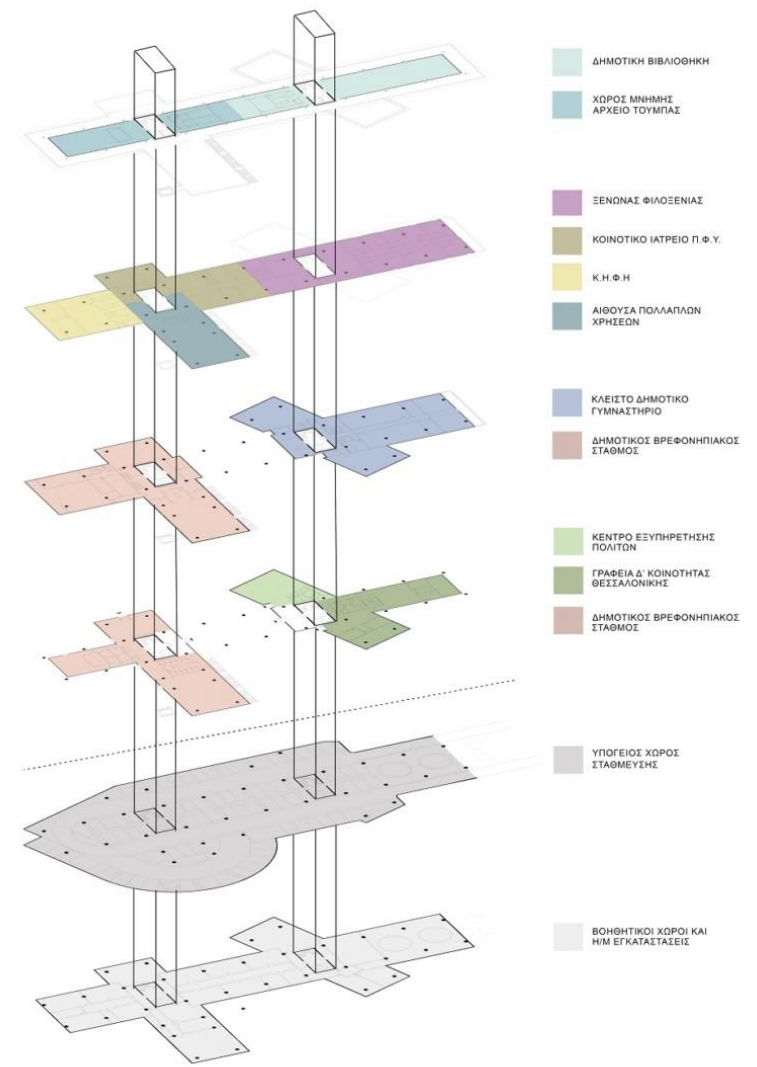 ΔΗΜΟΤΙΚΗ ΒΙΒΛΙΟΘΗΚΗ
ΧΩΡΟΣ ΜΝΗΜΗΣ
ΑΡΧΕΙΟ ΤΟΥΜΠΑΣ
ΞΕΝΩΝΑΣ ΦΙΛΟΞΕΝΙΑΣ
ΚΟΙΝΟΤΙΚΟ ΙΑΤΡΕΙΟ Π.Φ.Υ.
Κ.Η.Φ.Η
ΑΙΘΟΥΣΑ ΠΟΛΛΑΠΛΩΝ
ΧΡΗΣΕΩΝ
ΚΛΕΙΣΤΟ ΔΗΜΟΤΙΚΟ
ΓΥΜΝΑΣΤΗΡΙΟ
ΔΗΜΟΤΙΚΟΣ ΒΡΕΦΟΝΗΠΙΑΚΟΣ
ΣΤΑΘΜΟΣ
ΚΕΝΤΡΟ ΕΞΥΠΗΡΕΤΗΣΗΣ
ΠΟΛΙΤΩΝ
ΓΡΑΦΕΙΑ Δ' ΚΟΙΝΟΤΗΤΑΣ
ΘΕΣΣΑΛΟΝΙΚΗΣ
ΔΗΜΟΤΙΚΟΣ ΒΡΕΦΟΝΗΠΙΑΚΟΣ
ΣΤΑΘΜΟΣ
ΥΠΟΓΕΙΟΣ ΧΩΡΟΣ
ΣΤΑΘΜΕΥΣΗΣ
ΒΟΗΘΗΤΙΚΟΙ ΧΩΡΟΙ ΚΑΙ
Η/Μ ΕΓΚΑΤΑΣΤΑΣΕΙΣ